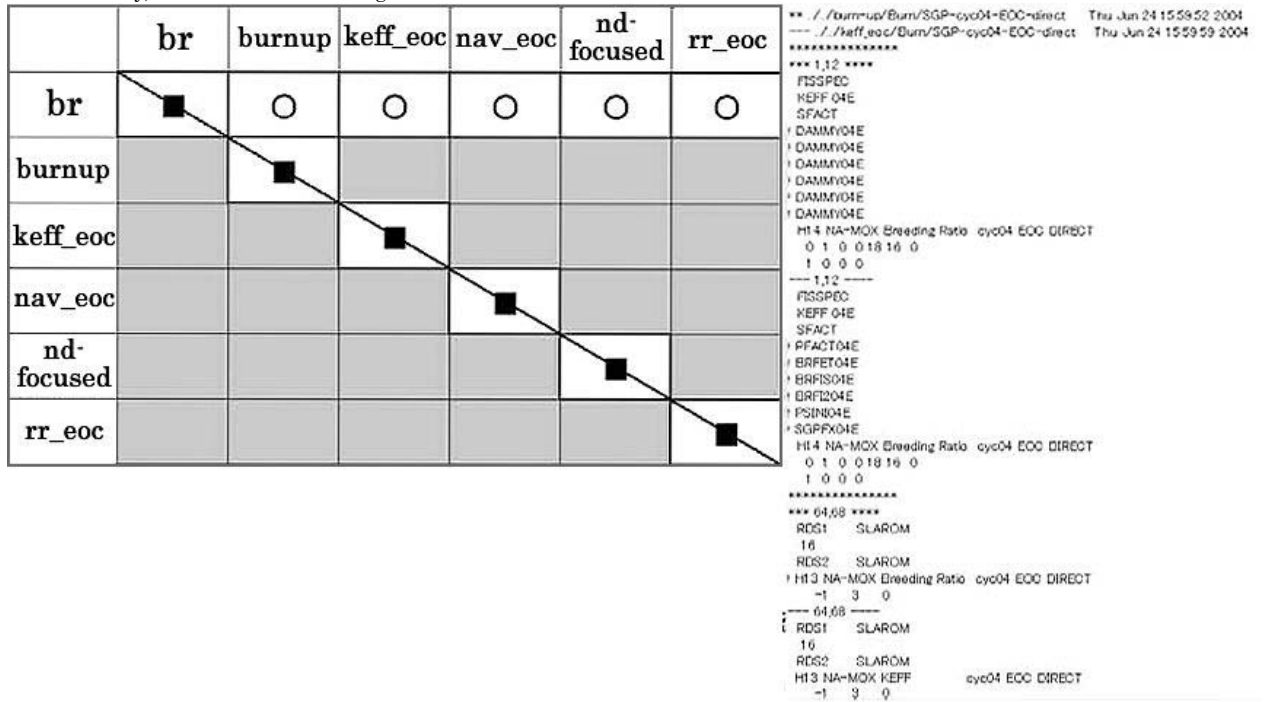 br burnup keff_eoc nav_eoc nd-focused rr_eoc
br ■ ○ ○ ○ ○ ○
burnup ■
keff_eoc ■
nav_eoc ■
nd-
focused ■
rr_eoc ■
** ././burn-up/Burn/SGP-cyc04-EOC-direct Thu Jun 24 15:59:52 2004
--- ././keff_eoc/Burn/SGP-cyc04-EOC-direct Thu Jun 24 15:59:59 2004
***************
*** 1,12 ****
FISSPEC
KEFF 04E
SFACT
! DAMMY04E
! DAMMY04E
! DAMMY04E
! DAMMY04E
! DAMMY04E
! DAMMY04E
H14 NA-MOX Breeding Ratio cyc04 EOC DIRECT
0 1 0 0 18 16 0
1 0 0 0
--- 1,12 ----
FISSPEC
KEFF 04E
SFACT
! PFACT04E
! BRFET04E
! BRFIS04E
! BRFI204E
! PSINI04E
! SGPFX04E
H14 NA-MOX Breeding Ratio cyc04 EOC DIRECT
0 1 0 0 18 16 0
1 0 0 0
***************
*** 64,68 ****
RDS1 SLAROM
16
RDS2 SLAROM
! H13 NA-MOX Breeding Ratio cyc04 EOC DIRECT
-1 3 0
--- 64,68 ----
RDS1 SLAROM
16
RDS2 SLAROM
H13 NA-MOX KEFF cyc04 EOC DIRECT
-1 3 0